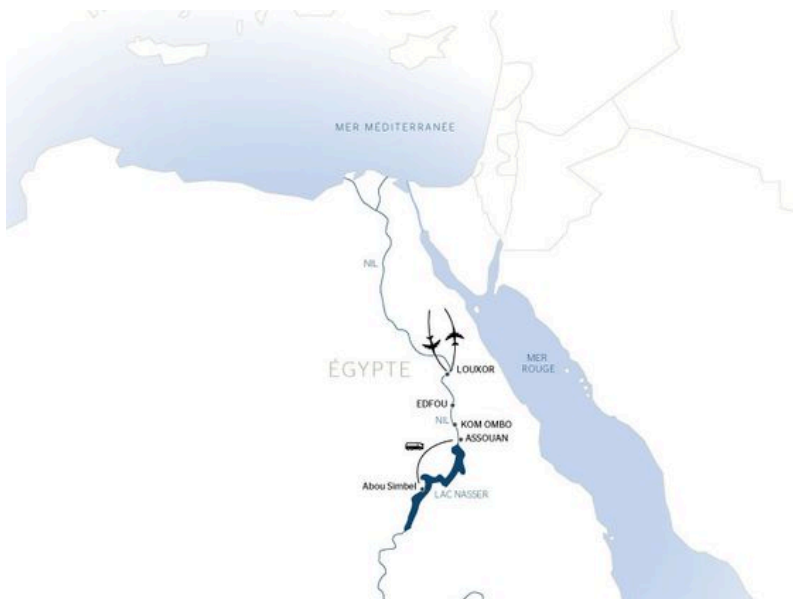 MER MÉDITERRANÉE
NIL
ÉGYPTE
LOUXOR
MER
ROUGE
EDFOU
NIL
KOM OMBO
ASSOUAN
Abou Simbel
LAC NASSER